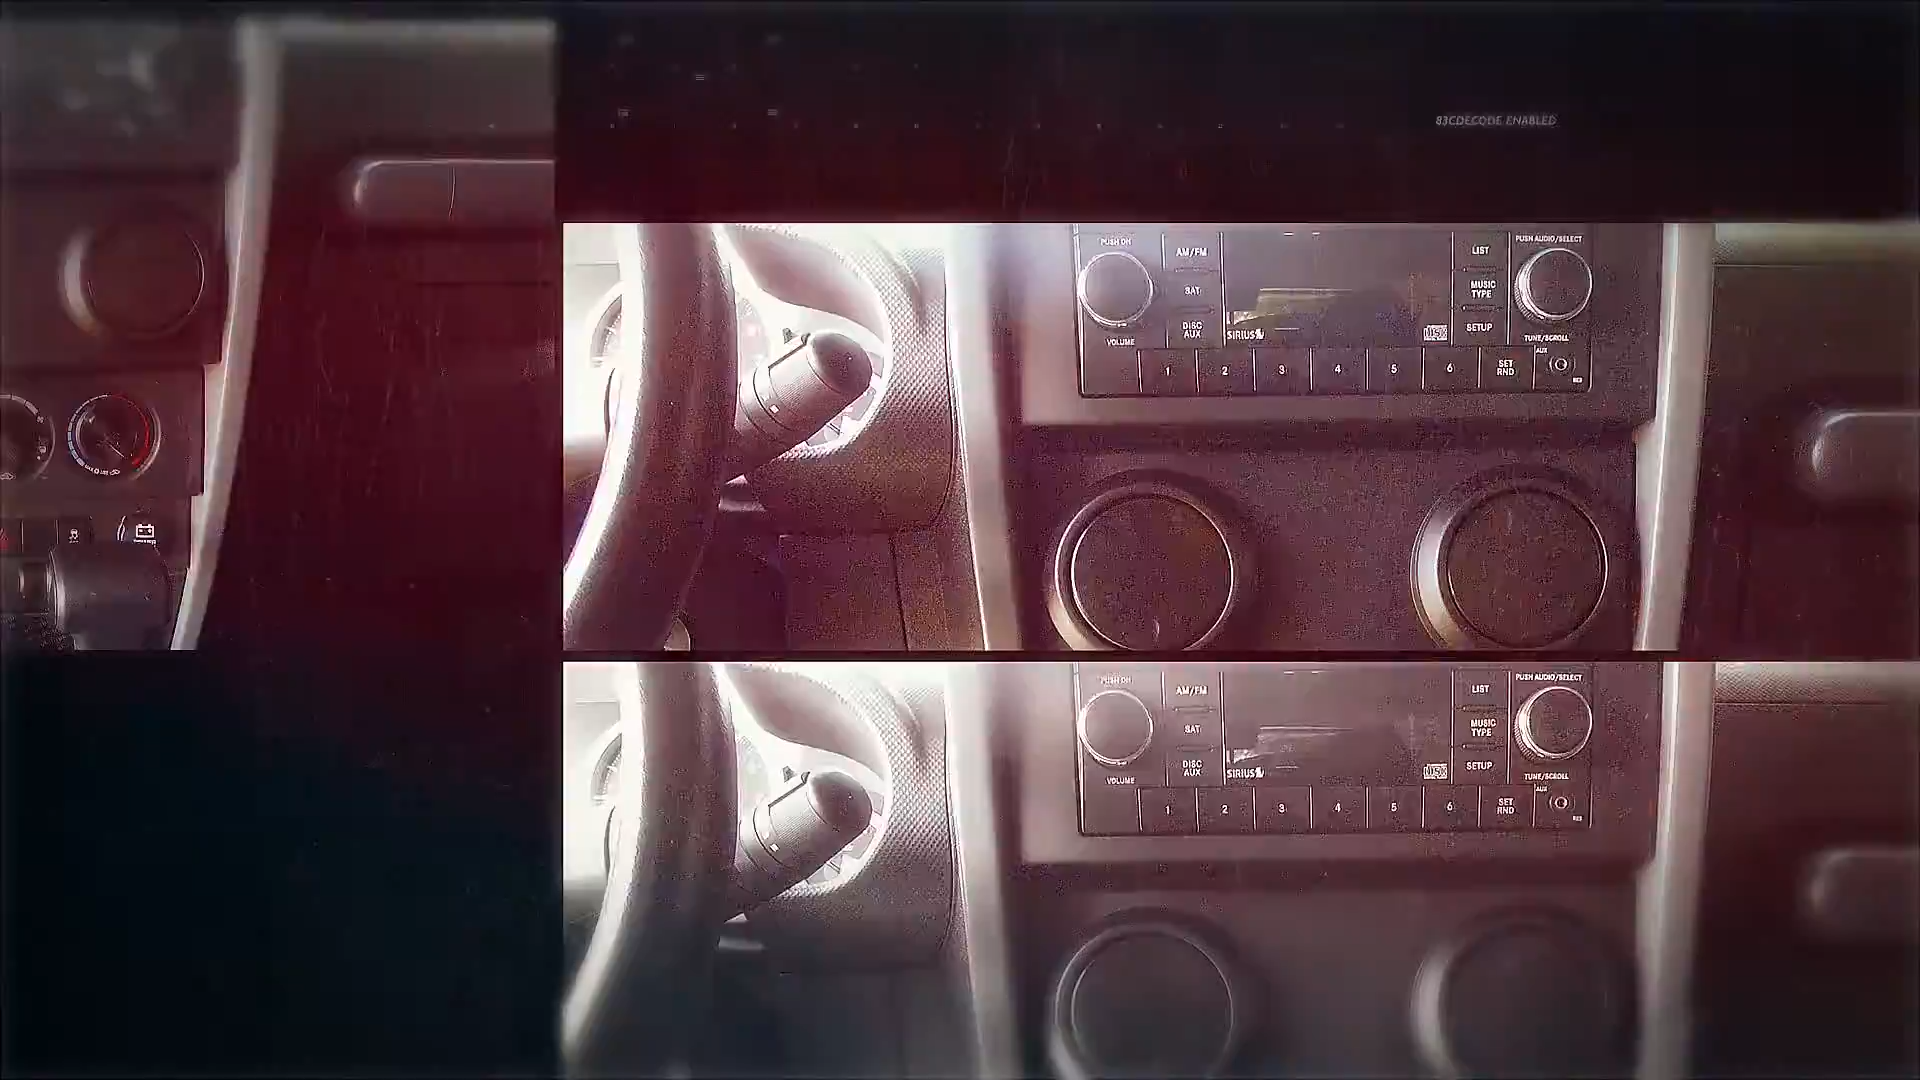 83CDECODE ENABLED
PUSH ON
AM/FM
LIST
PUSH AUDIO/SELECT
SAT
MUSIC
TYPE
DISC
AUX
SIRIUS
SETUP
VOLUME
TUNE/SCROLL
AUX
1 2 3 4 5 6 SET
RND
PUSH ON
AM/FM
LIST
PUSH AUDIO/SELECT
SAT
MUSIC
TYPE
DISC
AUX
SIRIUS
SETUP
VOLUME
TUNE/SCROLL
AUX
1 2 3 4 5 6 SET
RND